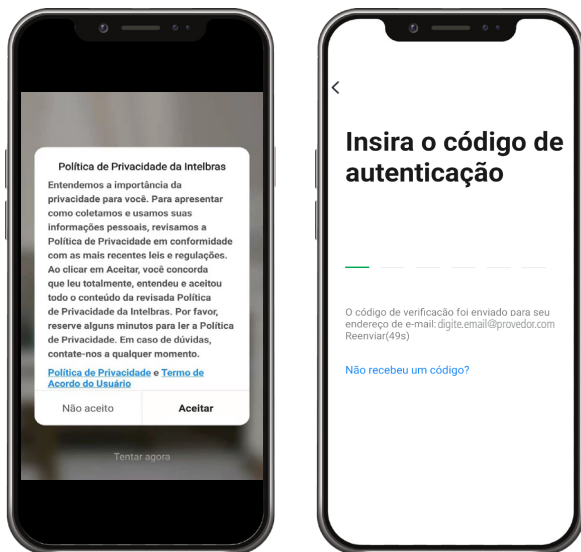 Política de Privacidade da Intelbras
Entendemos a importância da
privacidade para você. Para apresentar
como coletamos e usamos suas
informações pessoais, revisamos a
Política de Privacidade em conformidade
com as mais recentes leis e regulações.
Ao clicar em Aceitar, você concorda
que leu totalmente, entendeu e aceitou
todo o conteúdo da revisada Política
de Privacidade da Intelbras. Por favor,
reserve alguns minutos para ler a Política
de Privacidade. Em caso de dúvidas,
contate-nos a qualquer momento.
Política de Privacidade e Termo de
Acordo do Usuário
Não aceito Aceitar
Tentar agora
Insira o código de
autenticação
O código de verificação foi enviado para seu
endereço de e-mail: digite.email@provedor.com
Reenviar(49s)
Não recebeu um código?